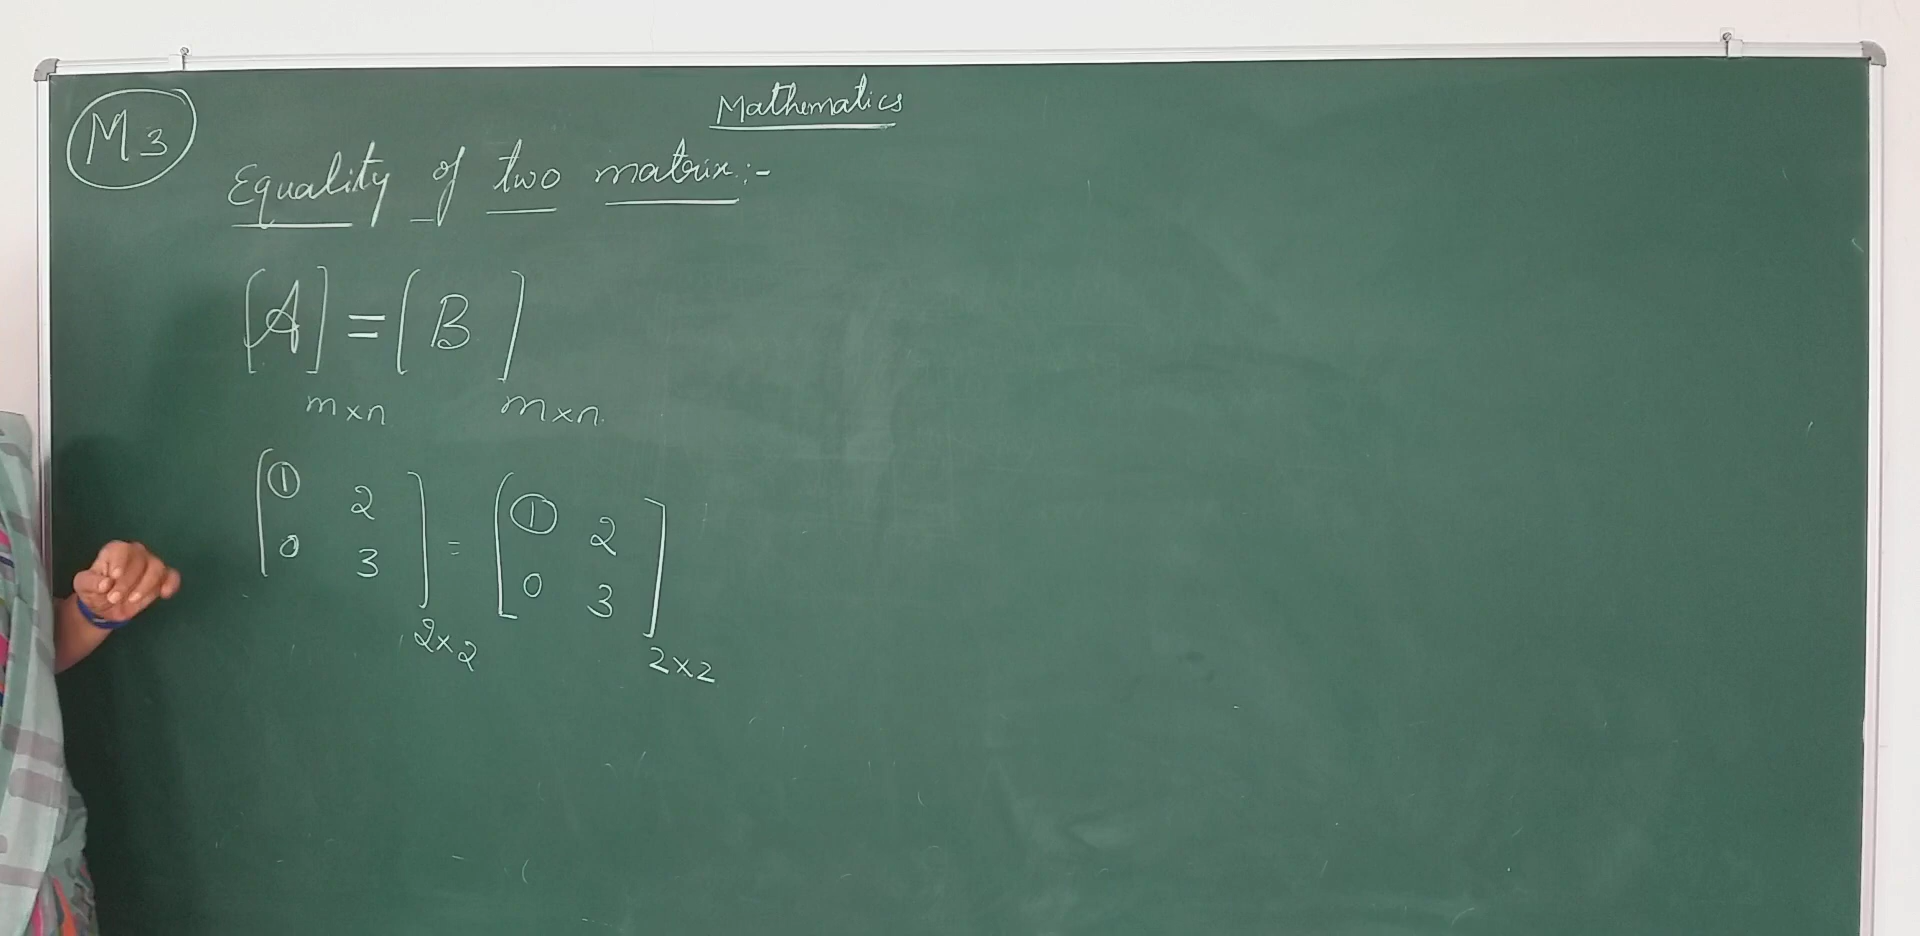 Mathematics
M3
Equality of two matrix:-
[A] = [B]
m×n m×n
1 2 1 2
0 3 = 0 3
2×2 2×2